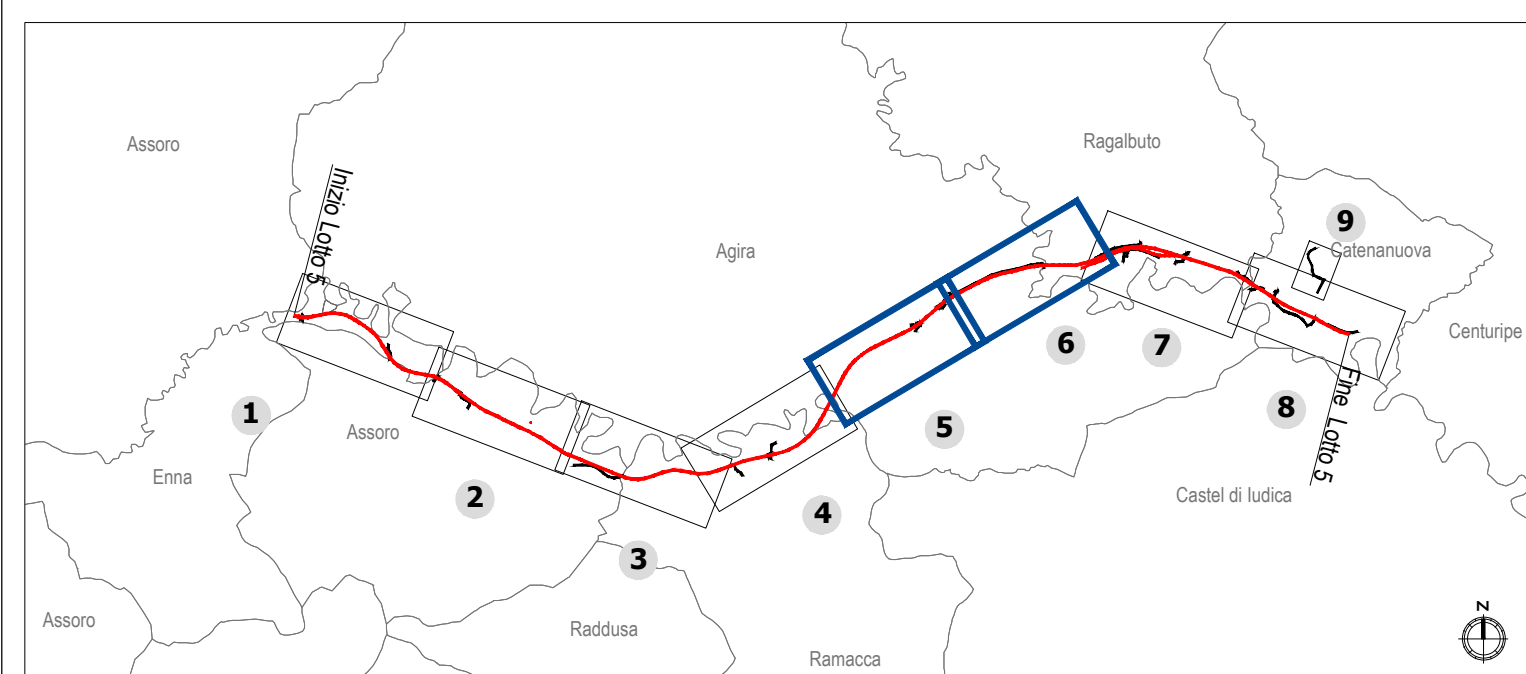 Assoro
Ragalbuto
Inizio Lotto 5
9
Agira
Catenanuova
Centuripe
6
7
8
Fine Lotto 5
1
Assoro
5
Enna
2
Castel di Iudica
4
3
Assoro
Raddusa
Ramacca
N